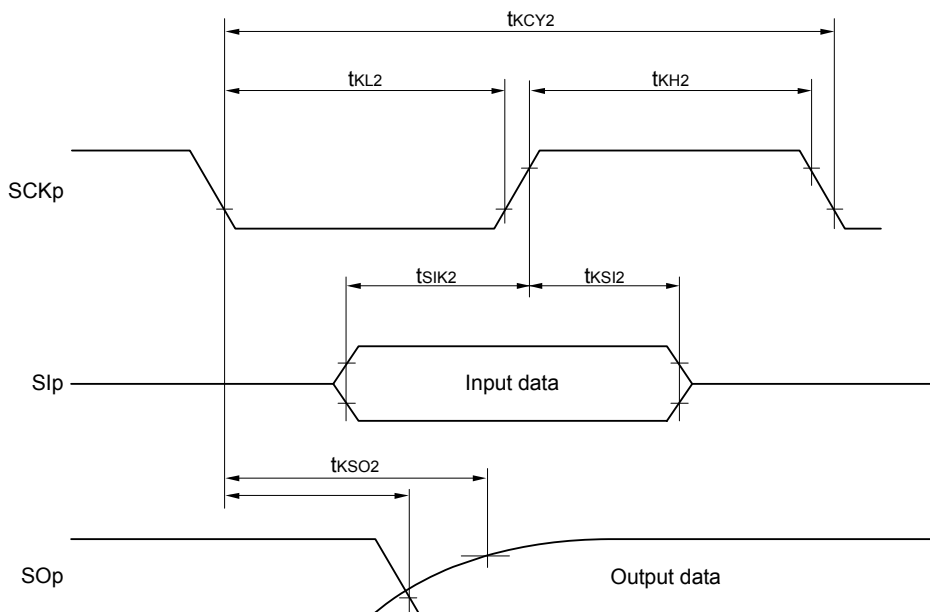 tKCY2
tKL2
tKH2
SCKp
tSIK2
tKSI2
SIp
Input data
tKSO2
SOp
Output data